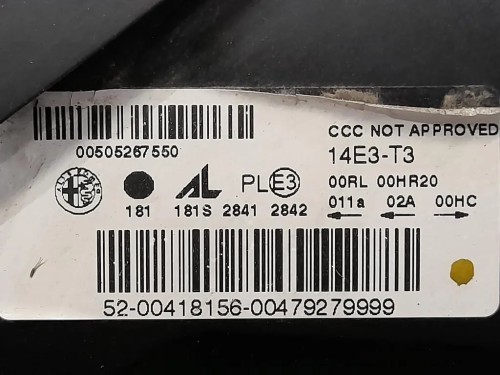 00505267550
CCC NOT APPROVED
14E3-T3
AL PL E3
00RL 00HR20
181 181S 2841 2842
011a 02A 00HC
52-00418156-00479279999